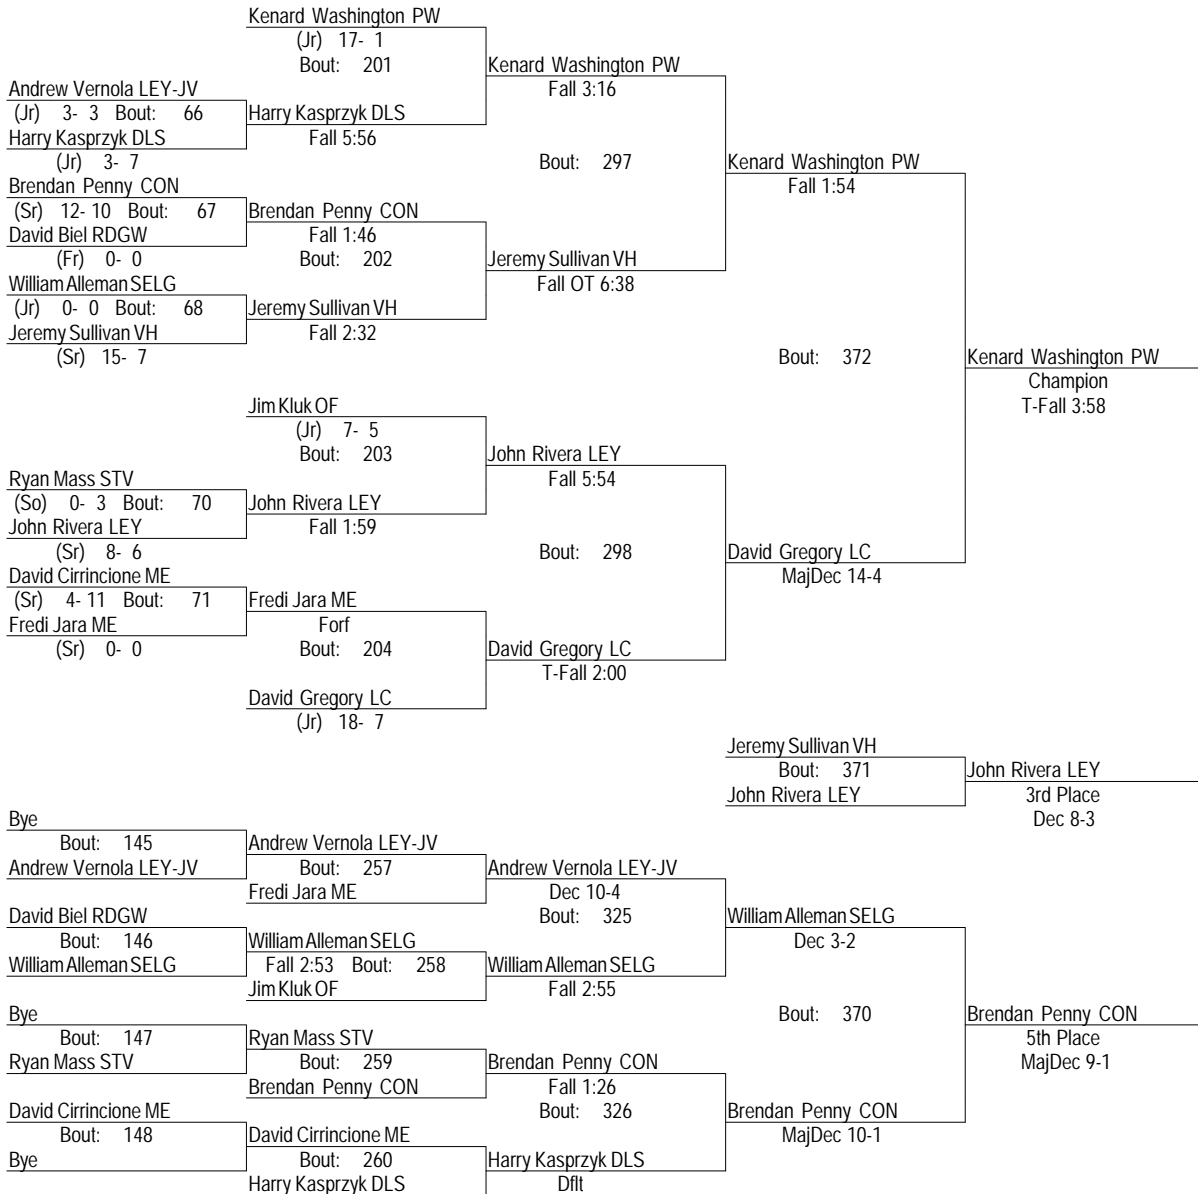 Kenard Washington PW
(Jr) 17- 1
Bout: 201
Kenard Washington PW
Fall 3:16
Andrew Vernola LEY-JV
(Jr) 3- 3 Bout: 66
Harry Kasprzyk DLS
Harry Kasprzyk DLS
Fall 5:56
(Jr) 3- 7
Bout: 297
Kenard Washington PW
Fall 1:54
Brendan Penny CON
(Sr) 12- 10 Bout: 67
Brendan Penny CON
David Biel RDGW
Fall 1:46
(Fr) 0- 0
Bout: 202
Jeremy Sullivan VH
Fall OT 6:38
William Alleman SELG
(Jr) 0- 0 Bout: 68
Jeremy Sullivan VH
Jeremy Sullivan VH
Fall 2:32
(Sr) 15- 7
Bout: 372
Kenard Washington PW
Champion
T-Fall 3:58
Jim Kluk OF
(Jr) 7- 5
Bout: 203
John Rivera LEY
Fall 5:54
Ryan Mass STV
(So) 0- 3 Bout: 70
John Rivera LEY
John Rivera LEY
Fall 1:59
(Sr) 8- 6
Bout: 298
David Gregory LC
MajDec 14-4
David Cirrincione ME
(Sr) 4- 11 Bout: 71
Fredi Jara ME
Fredi Jara ME
Forf
(Sr) 0- 0
Bout: 204
David Gregory LC
T-Fall 2:00
David Gregory LC
(Jr) 18- 7
Jeremy Sullivan VH
Bout: 371
John Rivera LEY
John Rivera LEY
3rd Place
Dec 8-3
Bye
Bout: 145
Andrew Vernola LEY-JV
Andrew Vernola LEY-JV
Bout: 257
Andrew Vernola LEY-JV
Fredi Jara ME
Dec 10-4
Bout: 325
William Alleman SELG
Dec 3-2
David Biel RDGW
Bout: 146
William Alleman SELG
William Alleman SELG
Fall 2:53 Bout: 258
William Alleman SELG
Jim Kluk OF
Fall 2:55
Bout: 370
Brendan Penny CON
5th Place
MajDec 9-1
Bye
Bout: 147
Ryan Mass STV
Ryan Mass STV
Bout: 259
Brendan Penny CON
Brendan Penny CON
Fall 1:26
Bout: 326
Brendan Penny CON
MajDec 10-1
David Cirrincione ME
Bout: 148
David Cirrincione ME
Bye
Bout: 260
Harry Kasprzyk DLS
Harry Kasprzyk DLS
Dflt